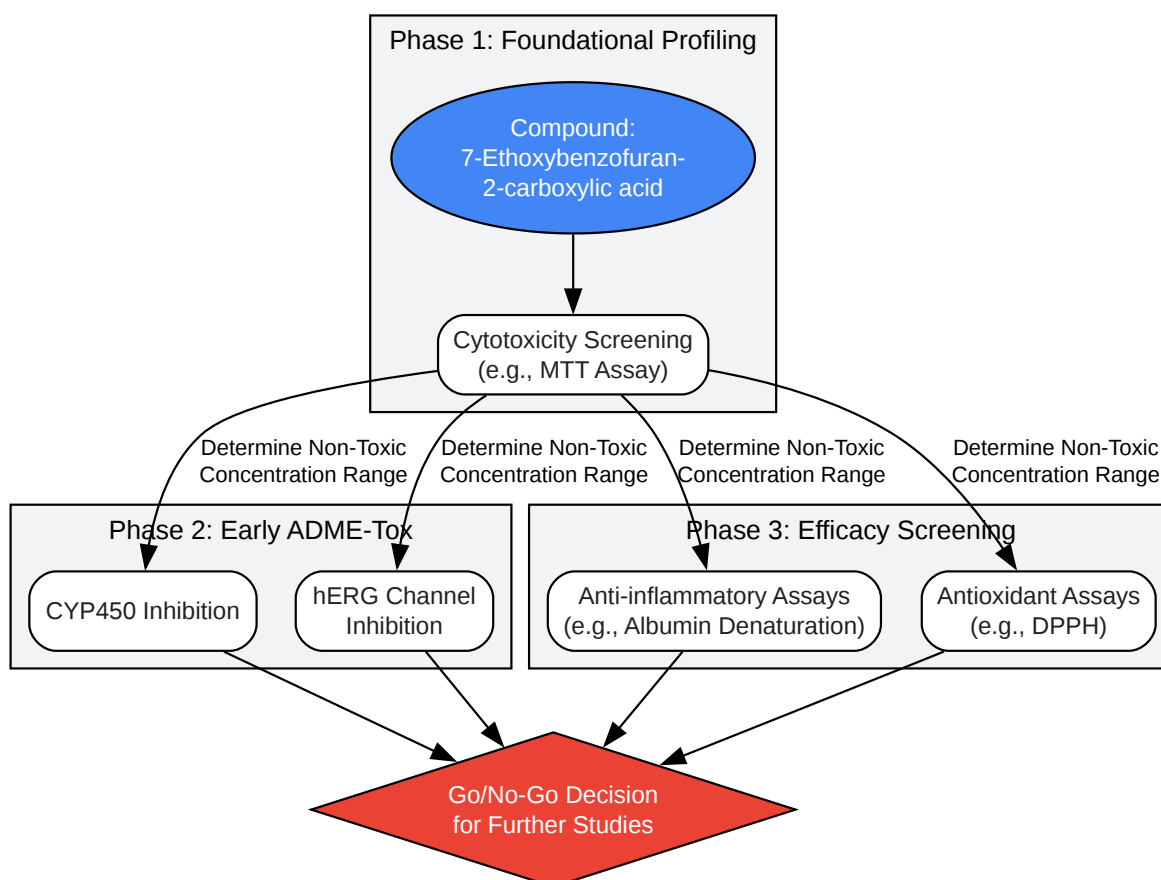 Phase 1: Foundational Profiling
Compound:
7-Ethoxybenzofuran-
2-carboxylic acid
Cytotoxicity Screening
(e.g., MTT Assay)
Determine Non-Toxic
Concentration Range
Determine Non-Toxic
Concentration Range
Determine Non-Toxic
Concentration Range
Determine Non-Toxic
Concentration Range
Phase 2: Early ADME-Tox
CYP450 Inhibition
hERG Channel
Inhibition
Phase 3: Efficacy Screening
Anti-inflammatory Assays
(e.g., Albumin Denaturation)
Antioxidant Assays
(e.g., DPPH)
Go/No-Go Decision
for Further Studies